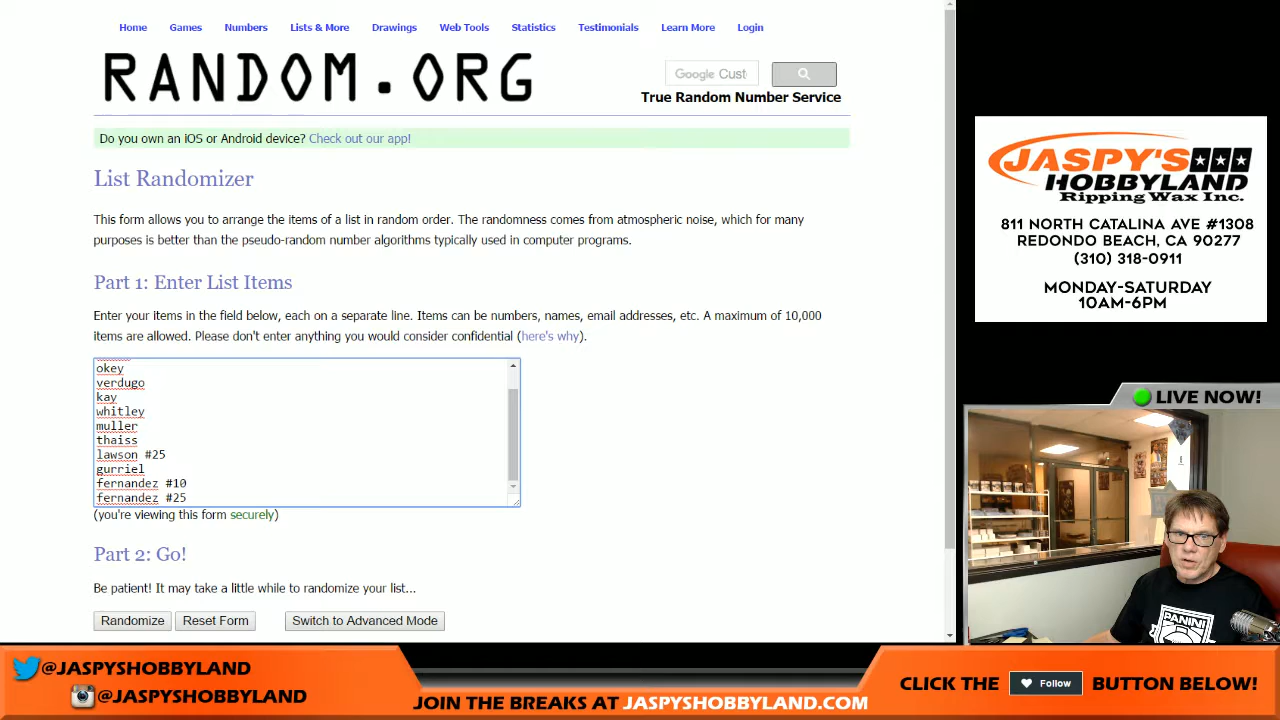 Home Games Numbers Lists & More Drawings Web Tools Statistics Testimonials Learn More Login
RANDOM.ORG
Google Cust
True Random Number Service
Do you own an iOS or Android device? Check out our app!
List Randomizer
This form allows you to arrange the items of a list in random order. The randomness comes from atmospheric noise, which for many
purposes is better than the pseudo-random number algorithms typically used in computer programs.
Part 1: Enter List Items
Enter your items in the field below, each on a separate line. Items can be numbers, names, email addresses, etc. A maximum of 10,000
items are allowed. Please don't enter anything you would consider confidential (here's why).
okey
verdugo
kay
whitley
muller
thaiss
lawson #25
gurriel
fernandez #10
fernandez #25
(you're viewing this form securely)
Part 2: Go!
Be patient! It may take a little while to randomize your list...
Randomize Reset Form Switch to Advanced Mode
JASPY'S
HOBBYLAND
Ripping Wax Inc.
811 NORTH CATALINA AVE #1308
REDONDO BEACH, CA 90277
(310) 318-0911
MONDAY-SATURDAY
10AM-6PM
LIVE NOW!
PANINI
@JASPYSHOBBYLAND
@JASPYSHOBBYLAND
JOIN THE BREAKS AT JASPYSHOBBYLAND.COM
CLICK THE Follow BUTTON BELOW!